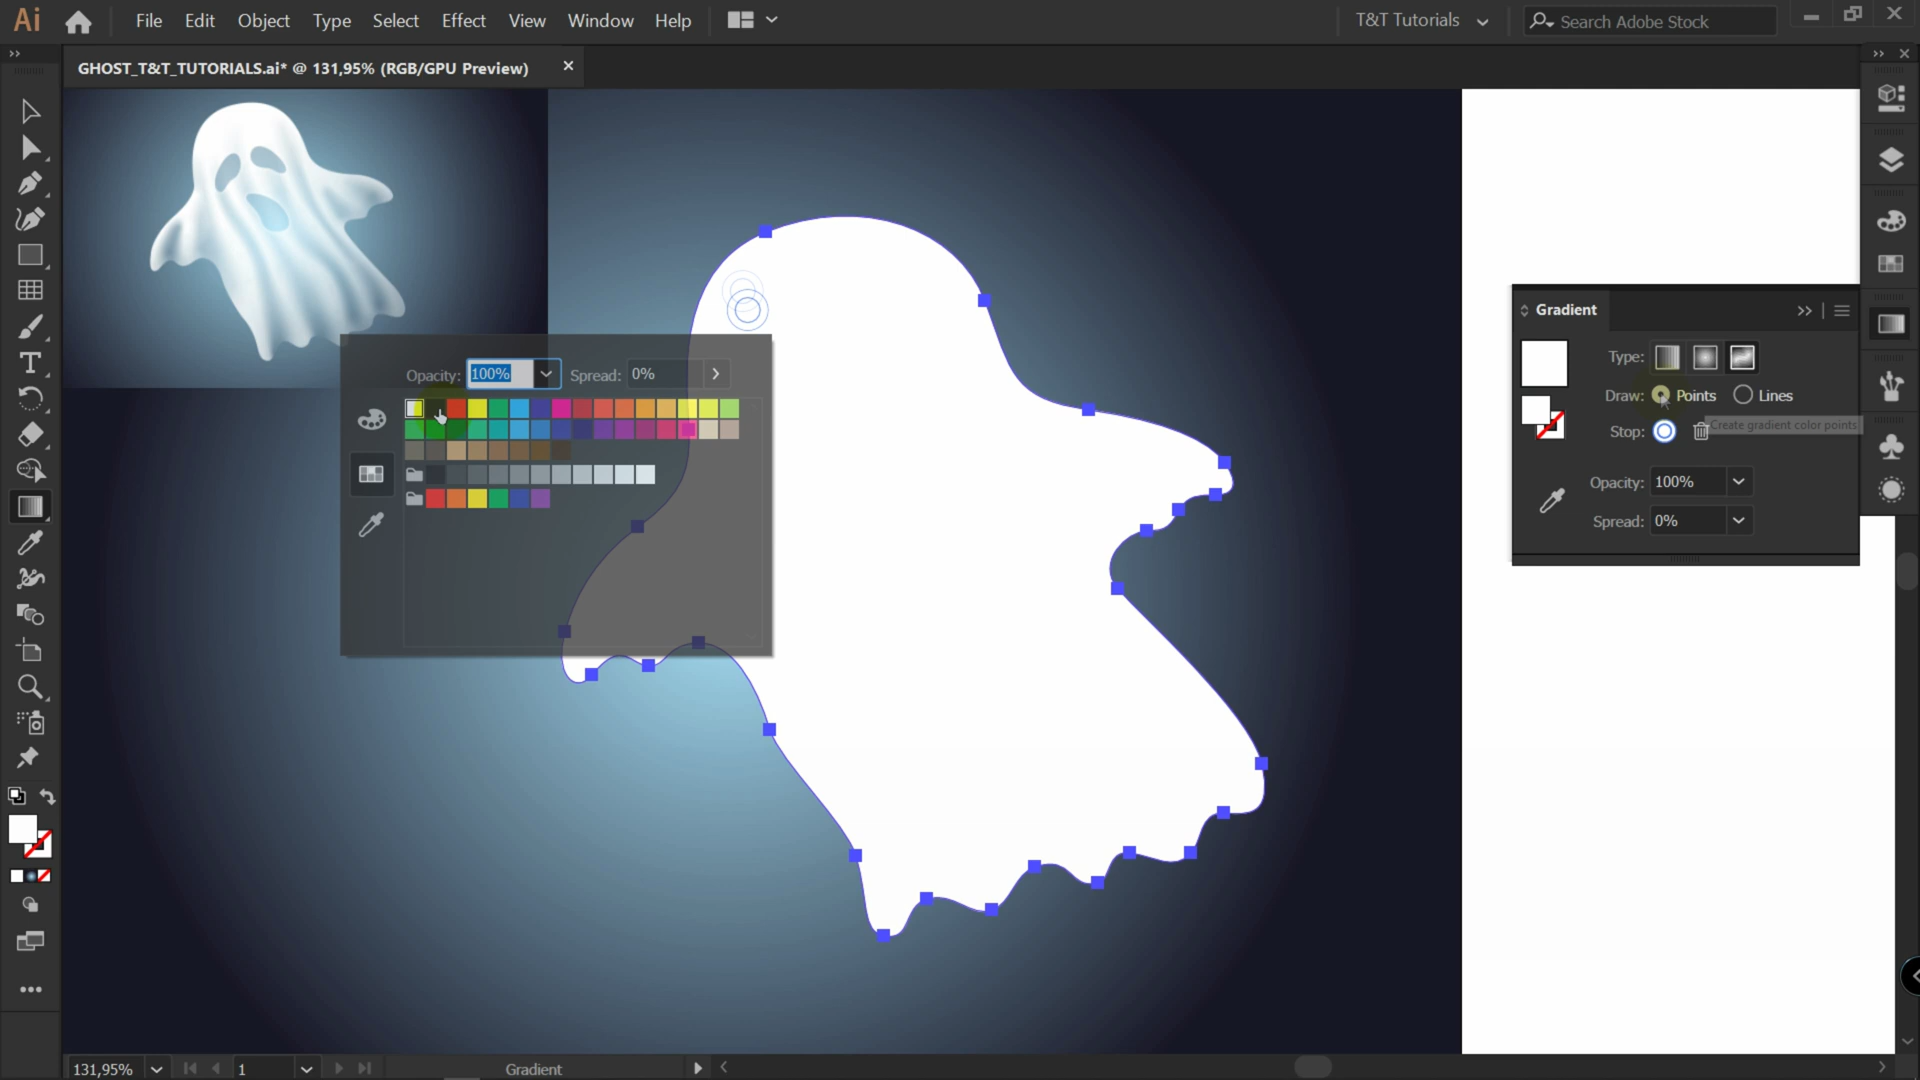 Ai File Edit Object Type Select Effect View Window Help T&T Tutorials Search Adobe Stock
GHOST_T&T_TUTORIALS.ai* @ 131,95% (RGB/GPU Preview)
Opacity: 100% Spread: 0%
Gradient
Type:
Draw: Points Lines
Stop: Create gradient color points
Opacity: 100%
Spread: 0%
131,95% 1 Gradient